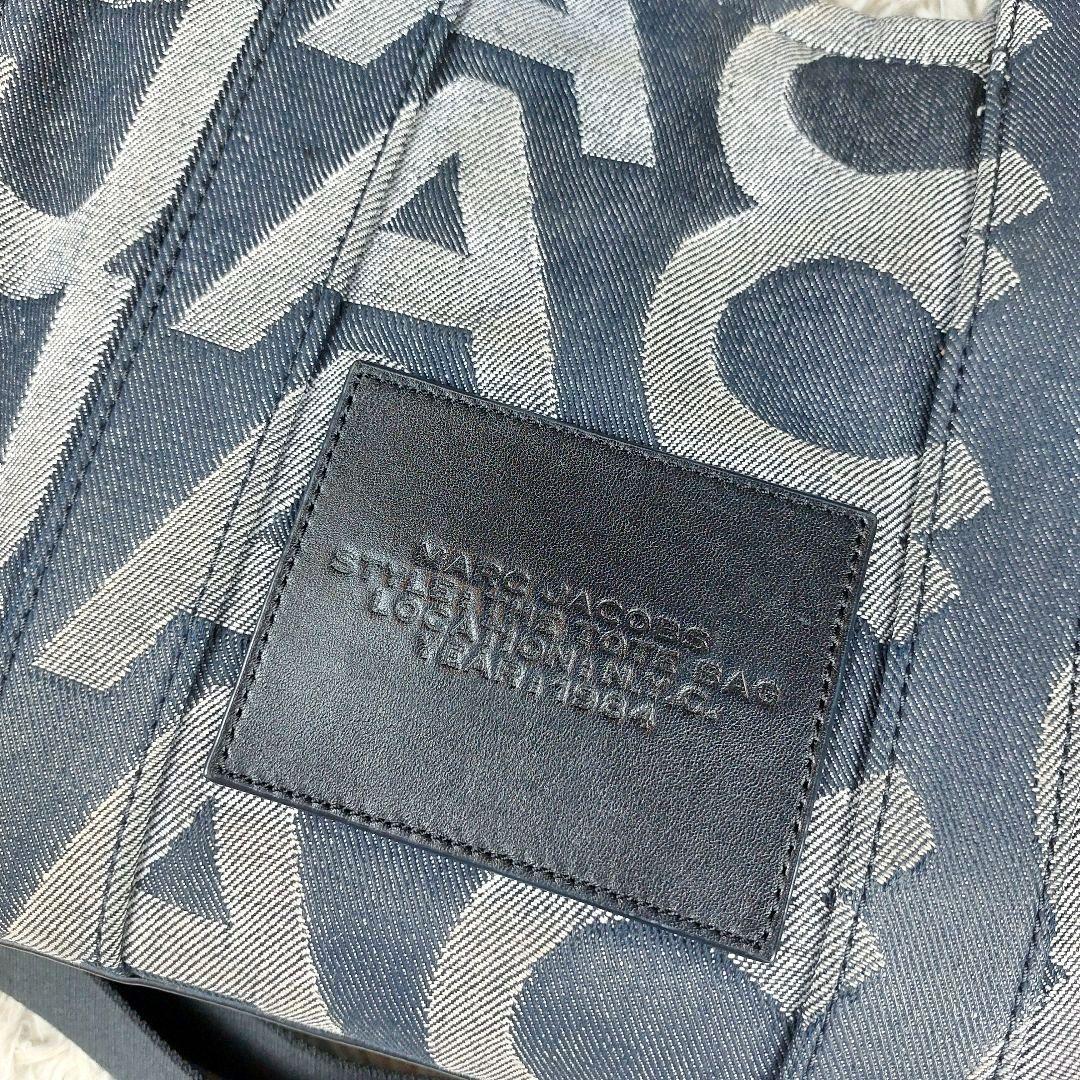 MARC JACOBS
STYLE: THE TOTE BAG
LOCATION: N.Y.C.
YEAR: 1984